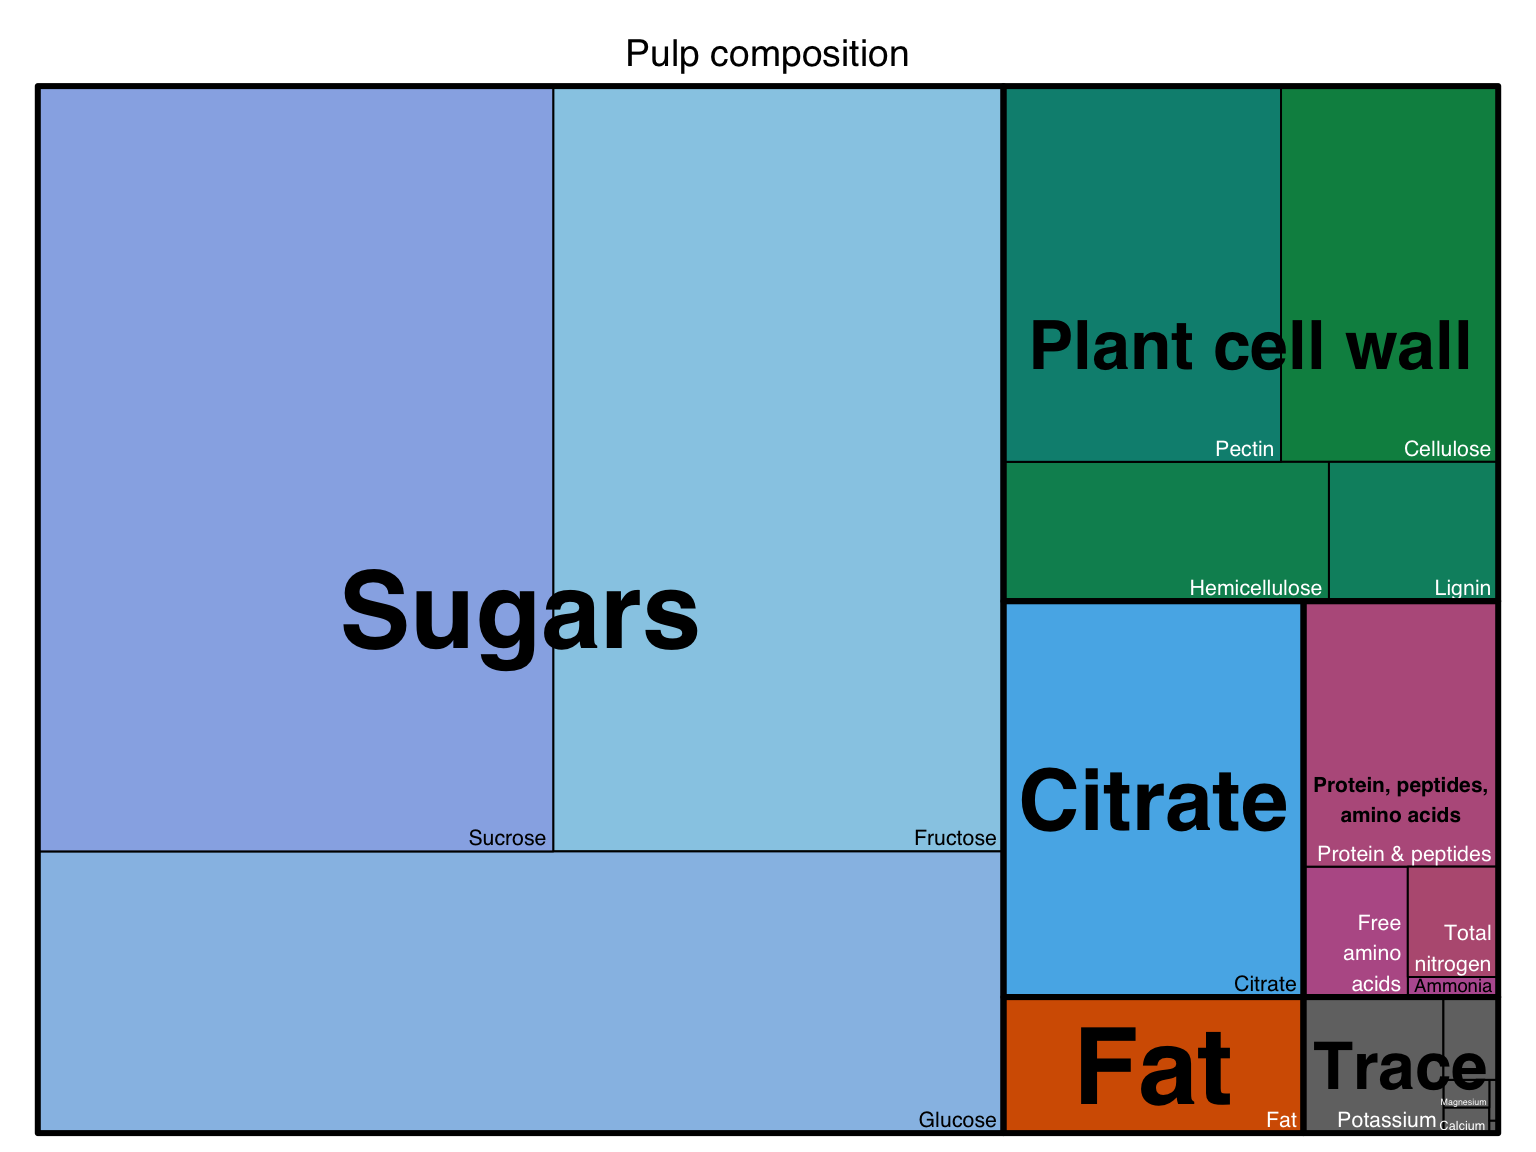 Pulp composition
Plant cell wall
Pectin
Cellulose
Hemicellulose
Lignin
Sugars
Sucrose
Fructose
Glucose
Citrate
Citrate
Protein, peptides,
amino acids
Protein & peptides
Free
amino
acids
Total
nitrogen
Ammonia
Fat
Fat
Trace
Magnesium
Potassium
Calcium